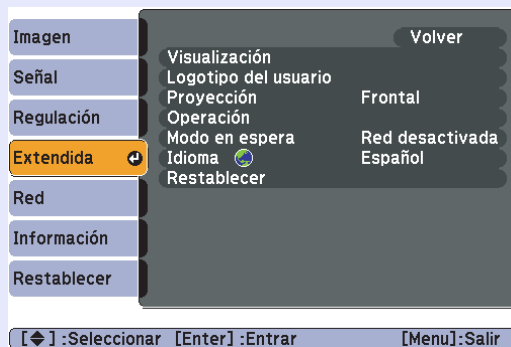 Imagen
Señal
Regulación
Extendida
Red
Información
Restablecer
Volver
Visualización
Logotipo del usuario
Proyección Frontal
Operación
Modo en espera Red desactivada
Idioma Español
Restablecer
[◆] :Seleccionar [Enter] :Entrar [Menu]:Salir